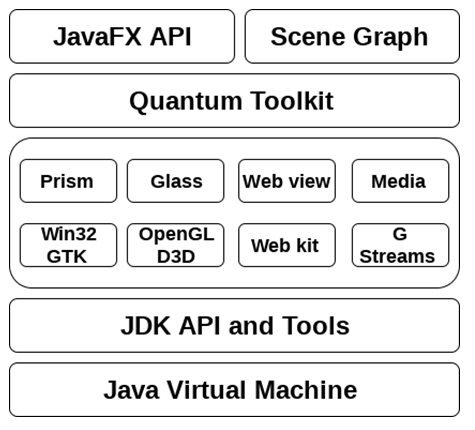 JavaFX API
Scene Graph
Quantum Toolkit
Prism
Glass
Web view
Media
Win32
GTK
OpenGL
D3D
Web kit
G
Streams
JDK API and Tools
Java Virtual Machine